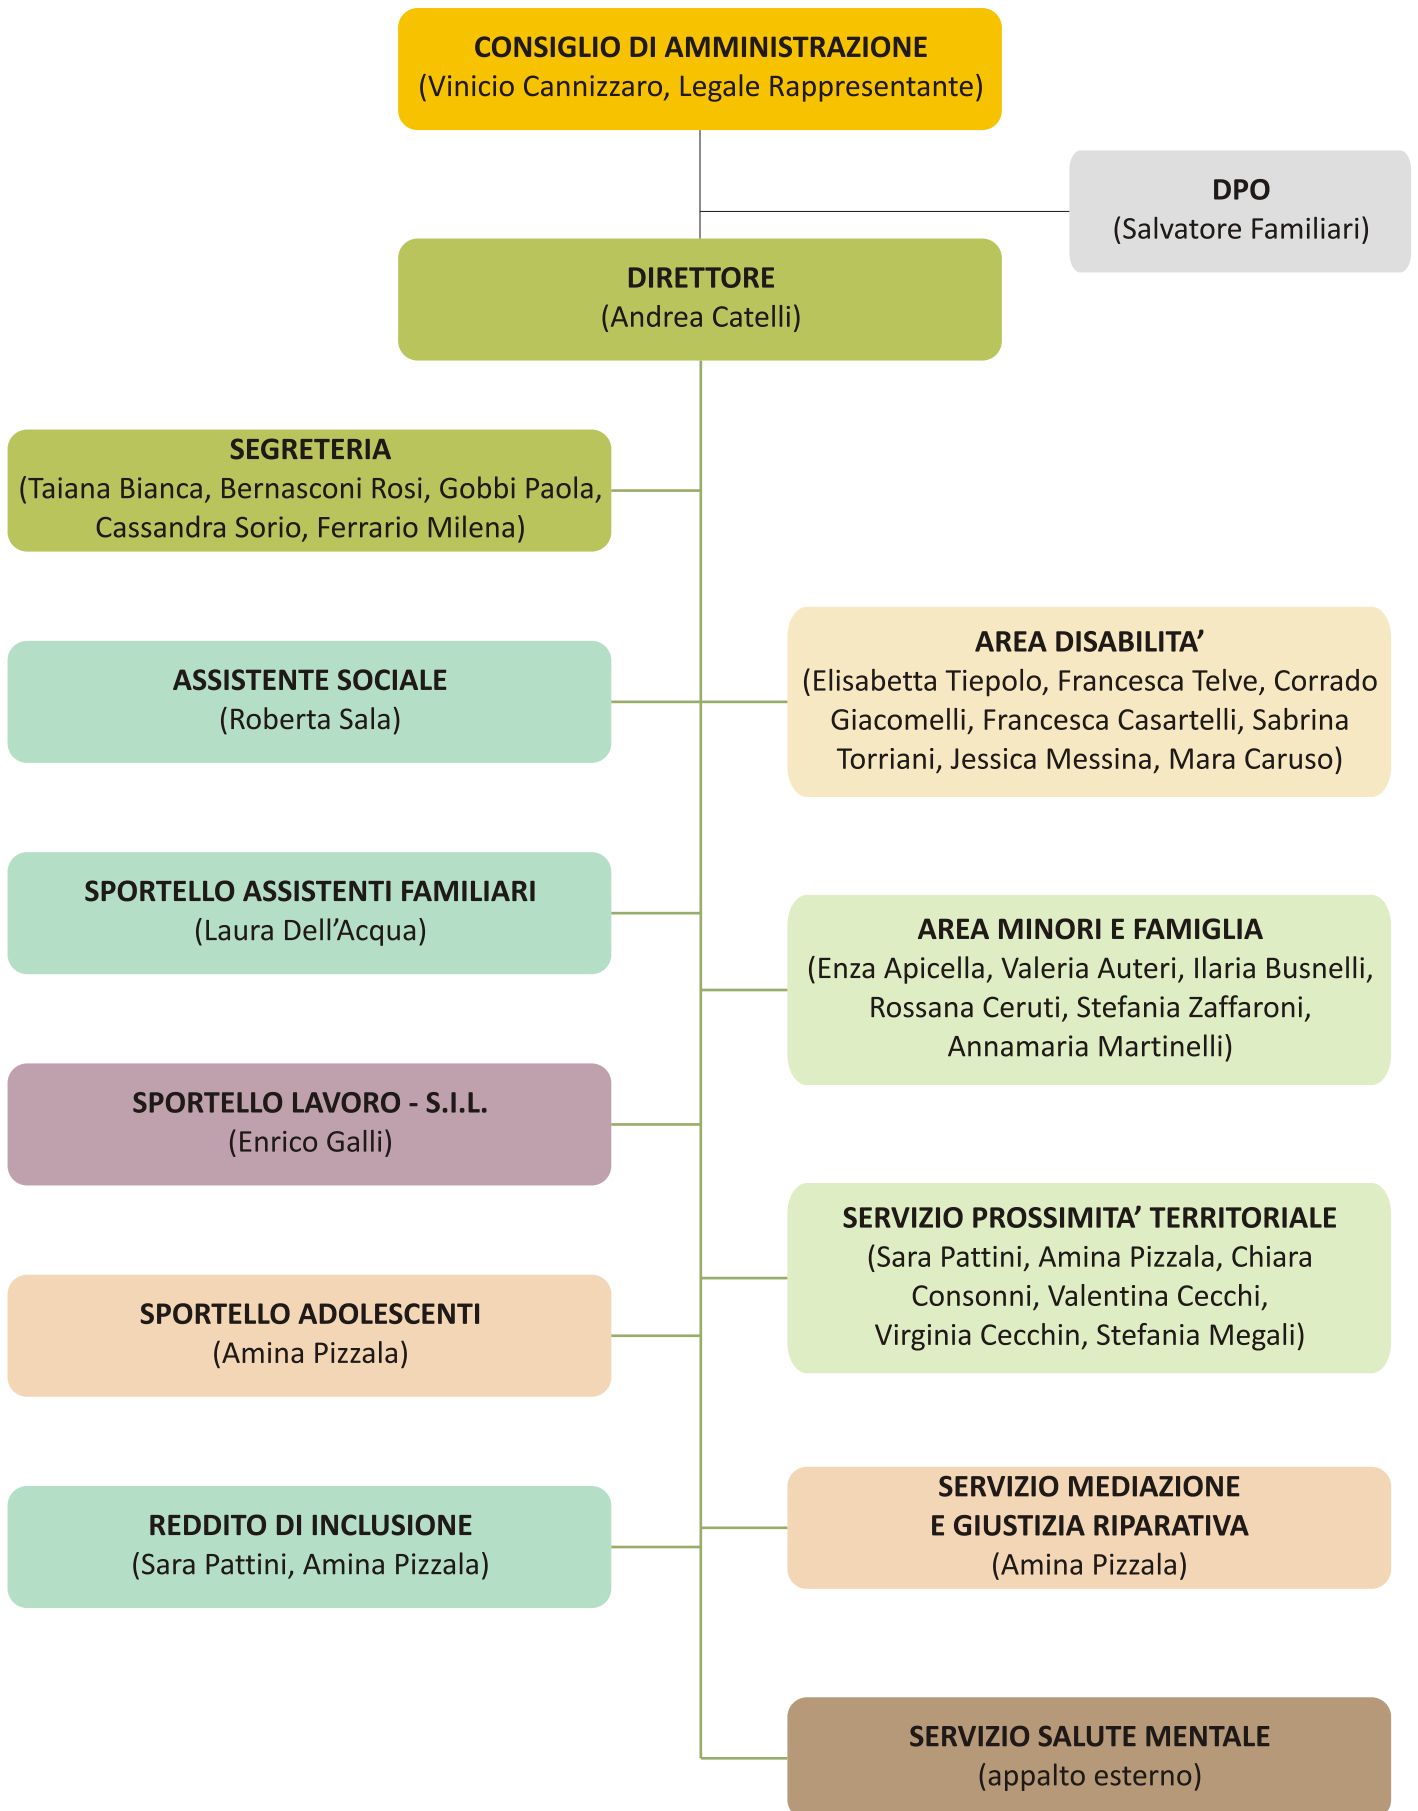 CONSIGLIO DI AMMINISTRAZIONE
(Vinicio Cannizzaro, Legale Rappresentante)
DPO
(Salvatore Familiari)
DIRETTORE
(Andrea Catelli)
SEGRETERIA
(Taiana Bianca, Bernasconi Rosi, Gobbi Paola,
Cassandra Sorio, Ferrario Milena)
ASSISTENTE SOCIALE
(Roberta Sala)
AREA DISABILITA’
(Elisabetta Tiepolo, Francesca Telve, Corrado
Giacomelli, Francesca Casartelli, Sabrina
Torriani, Jessica Messina, Mara Caruso)
SPORTELLO ASSISTENTI FAMILIARI
(Laura Dell’Acqua)
AREA MINORI E FAMIGLIA
(Enza Apicella, Valeria Auteri, Ilaria Busnelli,
Rossana Ceruti, Stefania Zaffaroni,
Annamaria Martinelli)
SPORTELLO LAVORO - S.I.L.
(Enrico Galli)
SERVIZIO PROSSIMITA’ TERRITORIALE
(Sara Pattini, Amina Pizzala, Chiara
Consonni, Valentina Cecchi,
Virginia Cecchin, Stefania Megali)
SPORTELLO ADOLESCENTI
(Amina Pizzala)
REDDITO DI INCLUSIONE
(Sara Pattini, Amina Pizzala)
SERVIZIO MEDIAZIONE
E GIUSTIZIA RIPARATIVA
(Amina Pizzala)
SERVIZIO SALUTE MENTALE
(appalto esterno)